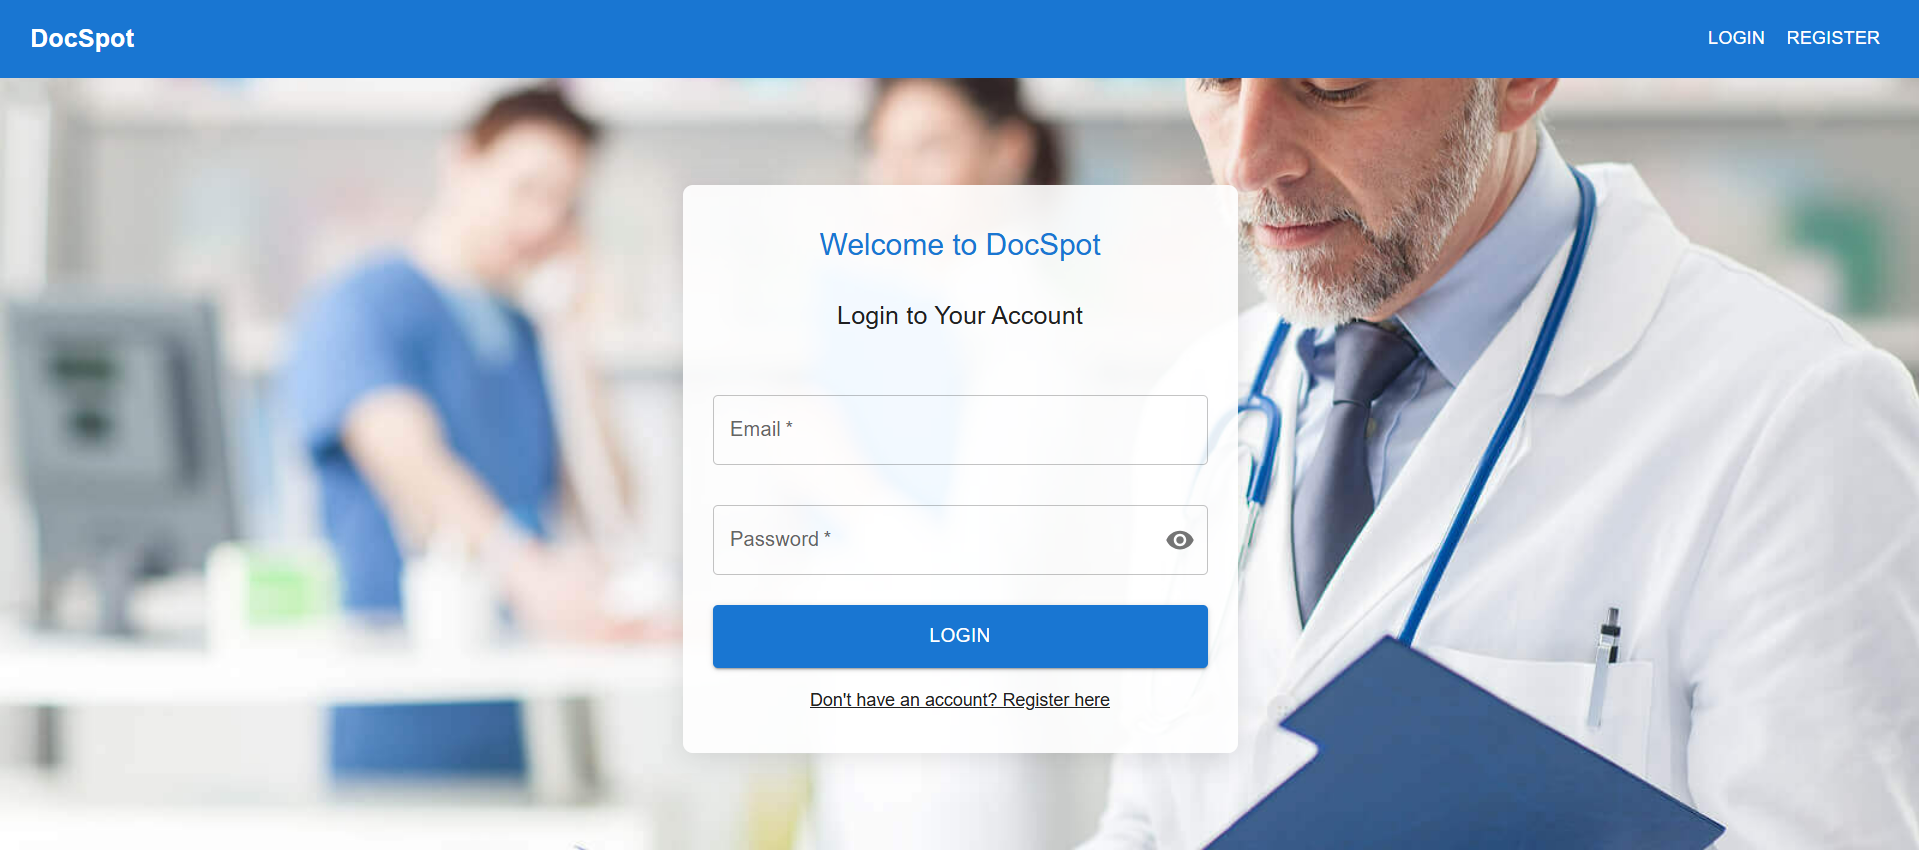 DocSpot
LOGIN REGISTER
Welcome to DocSpot
Login to Your Account
Email *
Password *
LOGIN
Don't have an account? Register here